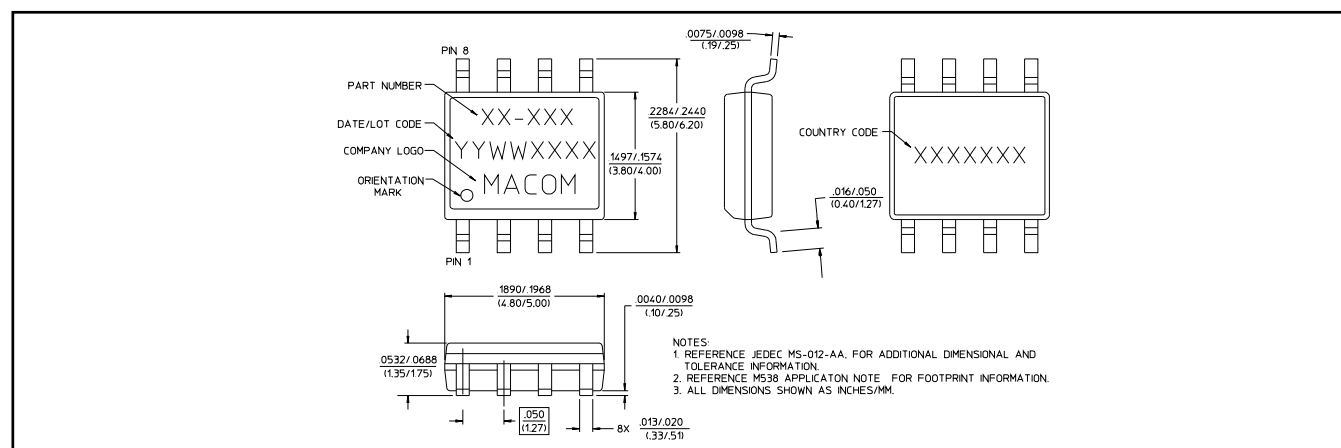 PIN 8
PART NUMBER
XX-XXX
DATE/LOT CODE
YYWWXXXX
COMPANY LOGO
MACOM
ORIENTATION
MARK
PIN 1
.2284/.2440
(5.80/6.20)
.1497/.1574
(3.80/4.00)
.0075/.0098
(.19/.25)
.016/.050
(0.40/1.27)
COUNTRY CODE
XXXXXXX
.1890/.1968
(4.80/5.00)
.0040/.0098
(.10/.25)
.0532/.0688
(1.35/1.75)
.050
(1.27)
8X .013/.020
(.33/.51)
NOTES:
1. REFERENCE JEDEC MS-012-AA, FOR ADDITIONAL DIMENSIONAL AND
TOLERANCE INFORMATION.
2. REFERENCE M538 APPLICATON NOTE FOR FOOTPRINT INFORMATION.
3. ALL DIMENSIONS SHOWN AS INCHES/MM.